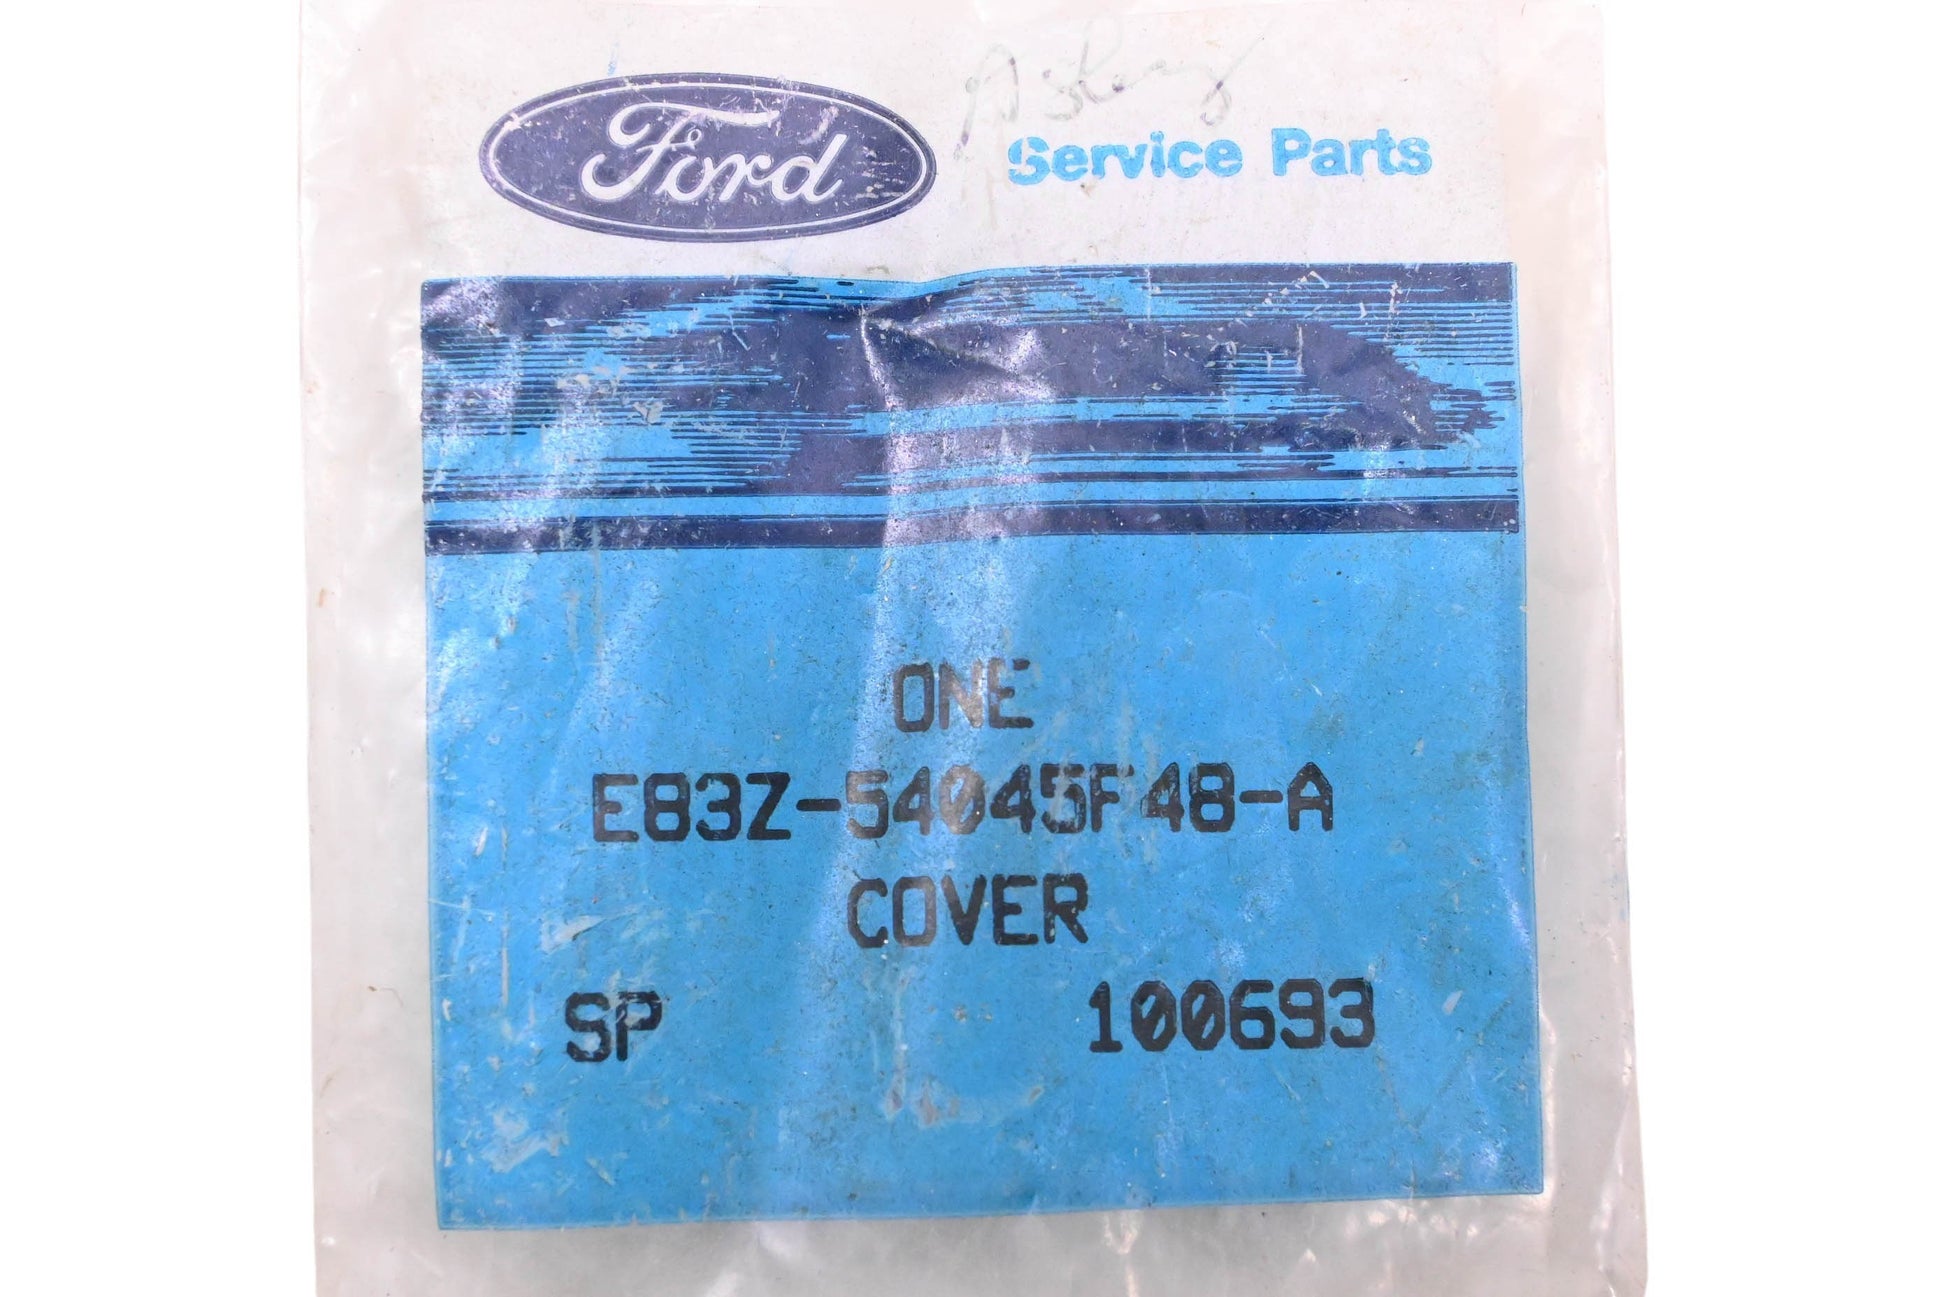 Ford Service Parts
ONE
E83Z-54045F48-A
COVER
SP 100693